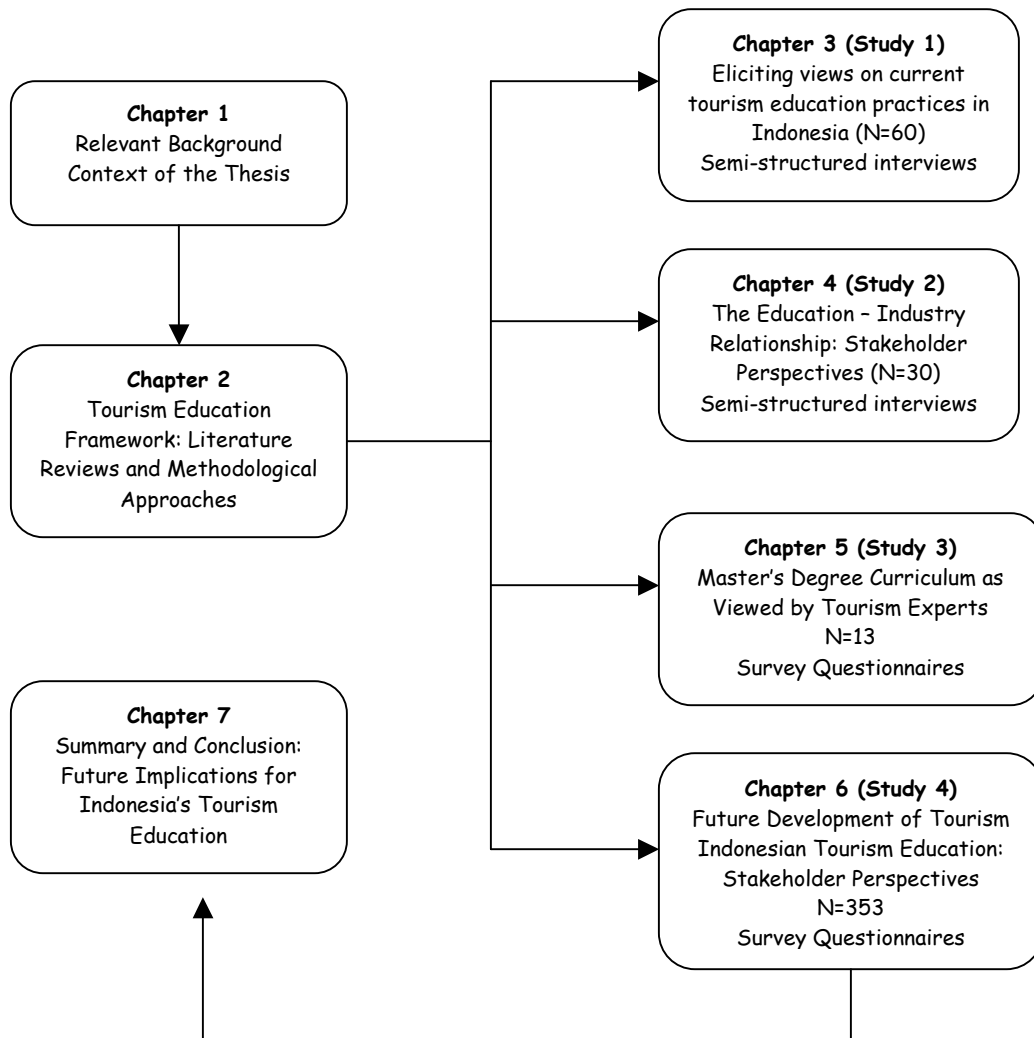 Chapter 1
Relevant Background
Context of the Thesis
Chapter 2
Tourism Education
Framework: Literature
Reviews and Methodological
Approaches
Chapter 3 (Study 1)
Eliciting views on current
tourism education practices in
Indonesia (N=60)
Semi-structured interviews
Chapter 4 (Study 2)
The Education – Industry
Relationship: Stakeholder
Perspectives (N=30)
Semi-structured interviews
Chapter 5 (Study 3)
Master's Degree Curriculum as
Viewed by Tourism Experts
N=13
Survey Questionnaires
Chapter 6 (Study 4)
Future Development of Tourism
Indonesian Tourism Education:
Stakeholder Perspectives
N=353
Survey Questionnaires
Chapter 7
Summary and Conclusion:
Future Implications for
Indonesia's Tourism
Education